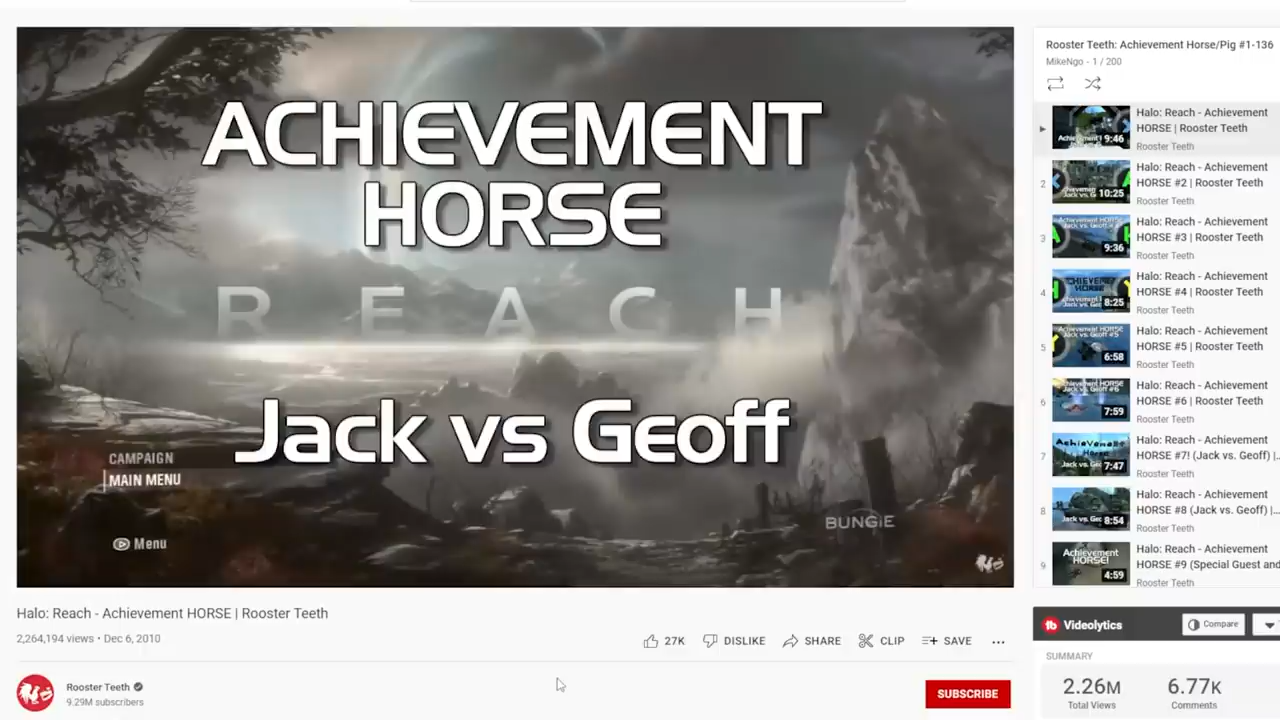 ACHIEVEMENT
HORSE
REACH
Jack vs Geoff
CAMPAIGN
MAIN MENU
Menu
BUNGIE
Halo: Reach - Achievement HORSE | Rooster Teeth
2,264,194 views • Dec 6, 2010
27K DISLIKE SHARE CLIP SAVE
Rooster Teeth
9.29M subscribers
SUBSCRIBE
Rooster Teeth: Achievement Horse/Pig #1-136
MikeNgo - 1 / 200
9:46
Halo: Reach - Achievement
HORSE | Rooster Teeth
Rooster Teeth
2
10:25
Halo: Reach - Achievement
HORSE #2 | Rooster Teeth
Rooster Teeth
3
9:36
Halo: Reach - Achievement
HORSE #3 | Rooster Teeth
Rooster Teeth
4
8:25
Halo: Reach - Achievement
HORSE #4 | Rooster Teeth
Rooster Teeth
5
6:58
Halo: Reach - Achievement
HORSE #5 | Rooster Teeth
Rooster Teeth
6
7:59
Halo: Reach - Achievement
HORSE #6 | Rooster Teeth
Rooster Teeth
7
7:47
Halo: Reach - Achievement
HORSE #7! (Jack vs. Geoff) |...
Rooster Teeth
8
8:54
Halo: Reach - Achievement
HORSE #8 (Jack vs. Geoff) |...
Rooster Teeth
9
Achievement
HORSE!
4:59
Halo: Reach - Achievement
HORSE #9 (Special Guest and
Rooster Teeth
fb Videolytics Compare
SUMMARY
2.26M 6.77K
Total Views Comments